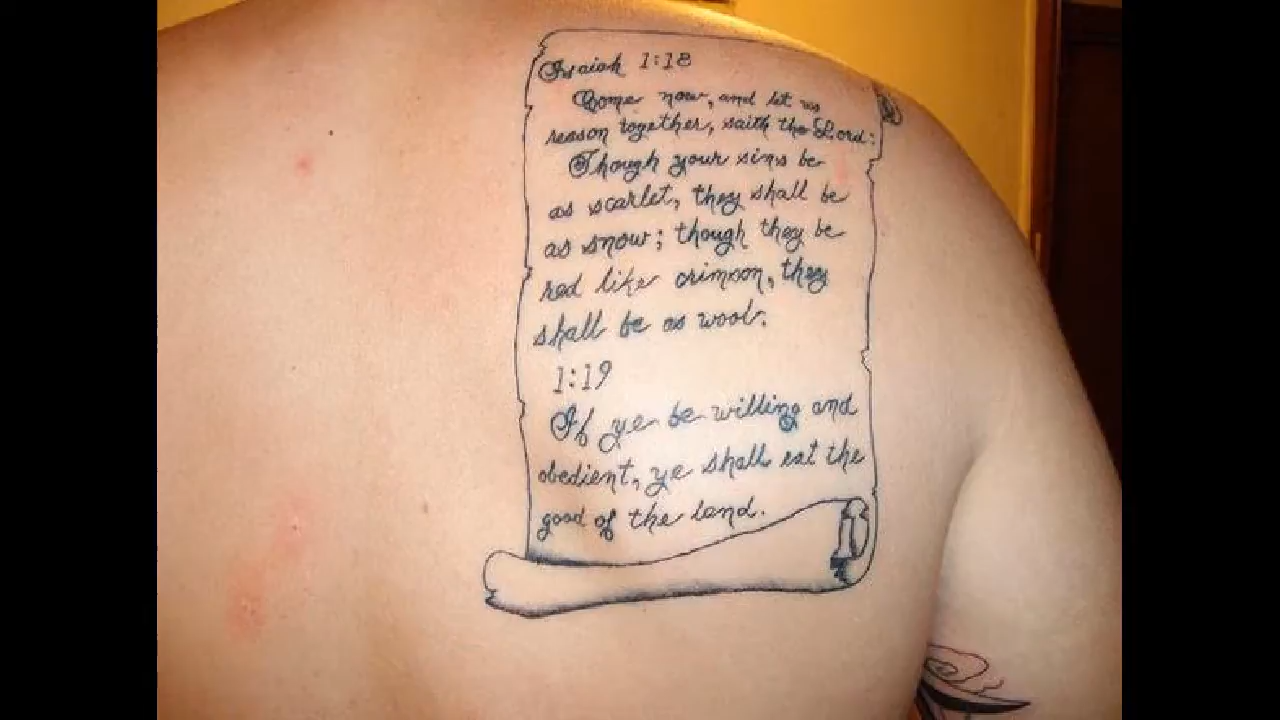 Isaiah 1:18
Come now, and let us
reason together, saith the Lord:
Though your sins be
as scarlet, they shall be
as snow; though they be
red like crimson, they
shall be as wool.
1:19
If ye be willing and
obedient, ye shall eat the
good of the land.